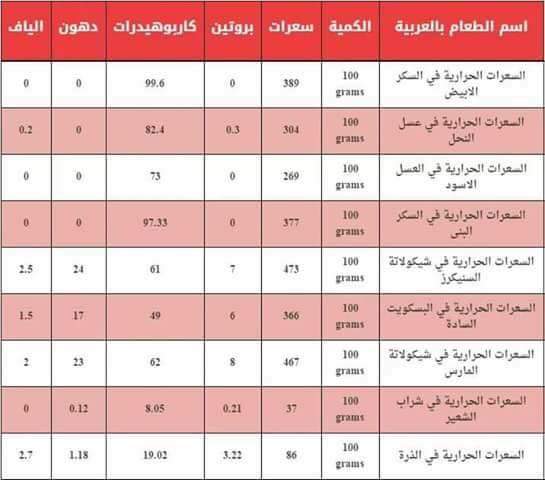 اسم الطعام بالعربية الكمية سعرات بروتين كاربوهيدرات دهون الياف
السعرات الحرارية في السكر الابيض 100 grams 389 0 99.6 0 0
السعرات الحرارية في عسل النحل 100 grams 304 0.3 82.4 0 0.2
السعرات الحرارية في العسل الاسود 100 grams 269 0 73 0 0
السعرات الحرارية في السكر البنى 100 grams 377 0 97.33 0 0
السعرات الحرارية في شيكولاتة السنيكرز 100 grams 473 7 61 24 2.5
السعرات الحرارية في البسكويت السادة 100 grams 366 6 49 17 1.5
السعرات الحرارية في شيكولاتة المارس 100 grams 467 8 62 23 2
السعرات الحرارية في شراب الشعير 100 grams 37 0.21 8.05 0.12 0
السعرات الحرارية في الذرة 100 grams 86 3.22 19.02 1.18 2.7